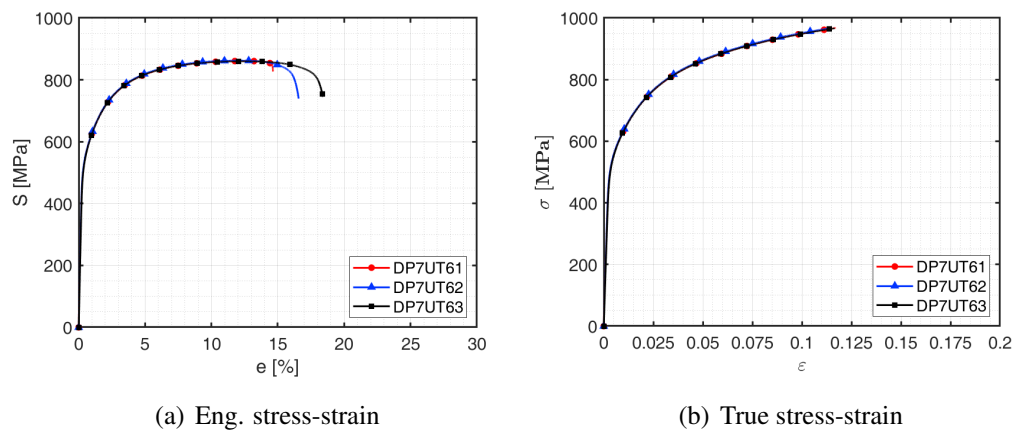 1000
800
600
400
200
0
S [MPa]
0 5 10 15 20 25 30
e [%]
DP7UT61
DP7UT62
DP7UT63
(a) Eng. stress-strain
1000
800
600
400
200
0
σ [MPa]
0 0.025 0.05 0.075 0.1 0.125 0.15 0.175 0.2
ε
DP7UT61
DP7UT62
DP7UT63
(b) True stress-strain